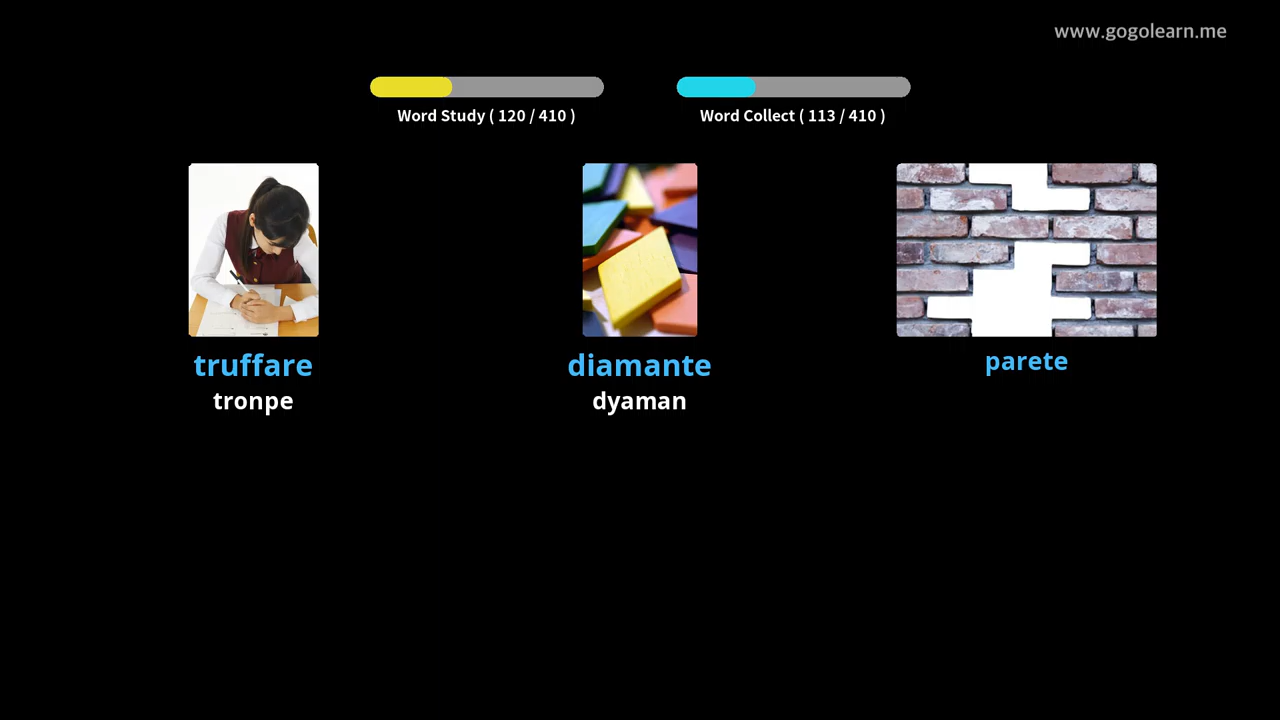 www.gogolearn.me
Word Study ( 120 / 410 )
Word Collect ( 113 / 410 )
truffare
tronpe
diamante
dyaman
parete